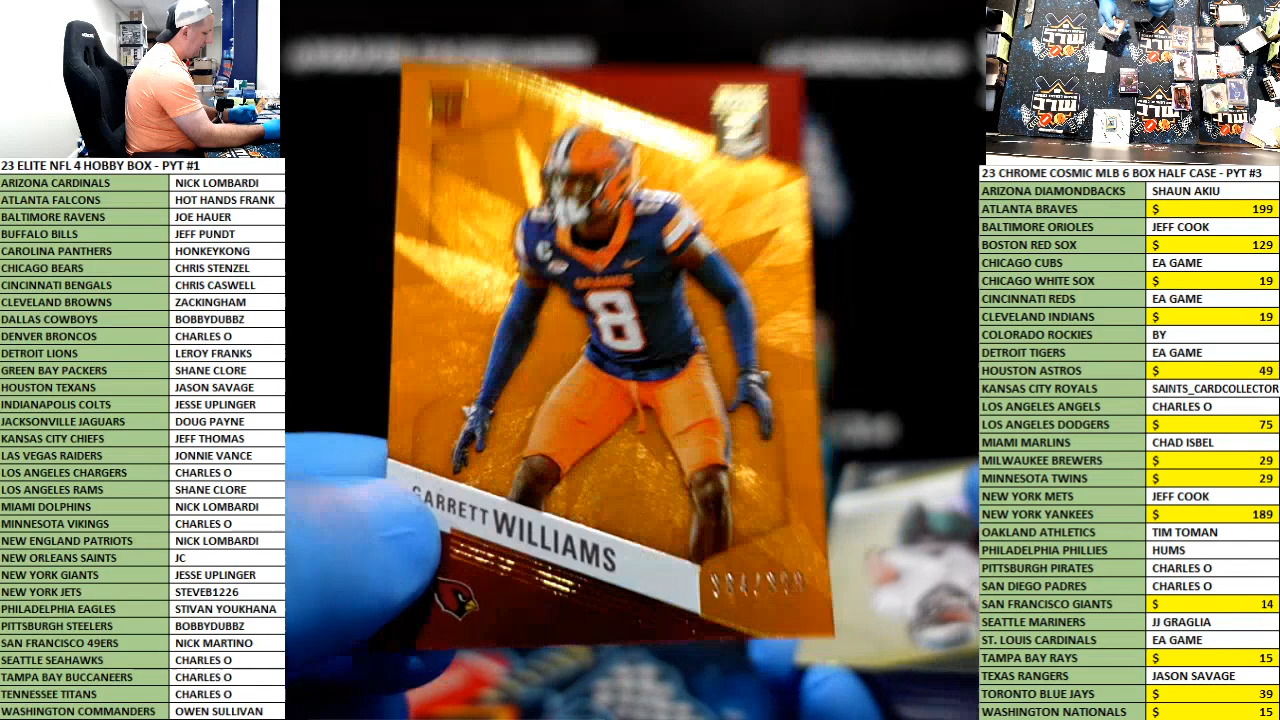 23 ELITE NFL 4 HOBBY BOX - PYT #1
ARIZONA CARDINALS NICK LOMBARDI
ATLANTA FALCONS HOT HANDS FRANK
BALTIMORE RAVENS JOE HAUER
BUFFALO BILLS JEFF PUNDT
CAROLINA PANTHERS HONKEYKONG
CHICAGO BEARS CHRIS STENZEL
CINCINNATI BENGALS CHRIS CASWELL
CLEVELAND BROWNS ZACKINGHAM
DALLAS COWBOYS BOBBYDUBBZ
DENVER BRONCOS CHARLES O
DETROIT LIONS LEROY FRANKS
GREEN BAY PACKERS SHANE CLORE
HOUSTON TEXANS JASON SAVAGE
INDIANAPOLIS COLTS JESSE UPLINGER
JACKSONVILLE JAGUARS DOUG PAYNE
KANSAS CITY CHIEFS JEFF THOMAS
LAS VEGAS RAIDERS JONNIE VANCE
LOS ANGELES CHARGERS CHARLES O
LOS ANGELES RAMS SHANE CLORE
MIAMI DOLPHINS NICK LOMBARDI
MINNESOTA VIKINGS CHARLES O
NEW ENGLAND PATRIOTS NICK LOMBARDI
NEW ORLEANS SAINTS JC
NEW YORK GIANTS JESSE UPLINGER
NEW YORK JETS STEVEB1226
PHILADELPHIA EAGLES STIVAN YOUKHANA
PITTSBURGH STEELERS BOBBYDUBBZ
SAN FRANCISCO 49ERS NICK MARTINO
SEATTLE SEAHAWKS CHARLES O
TAMPA BAY BUCCANEERS CHARLES O
TENNESSEE TITANS CHARLES O
WASHINGTON COMMANDERS OWEN SULLIVAN
8
GARRETT WILLIAMS
23 CHROME COSMIC MLB 6 BOX HALF CASE - PYT #3
ARIZONA DIAMONDBACKS SHAUN AKIU
ATLANTA BRAVES $ 199
BALTIMORE ORIOLES JEFF COOK
BOSTON RED SOX $ 129
CHICAGO CUBS EA GAME
CHICAGO WHITE SOX $ 19
CINCINNATI REDS EA GAME
CLEVELAND INDIANS $ 19
COLORADO ROCKIES BY
DETROIT TIGERS EA GAME
HOUSTON ASTROS $ 49
KANSAS CITY ROYALS SAINTS_CARDCOLLECTOR
LOS ANGELES ANGELS CHARLES O
LOS ANGELES DODGERS $ 75
MIAMI MARLINS CHAD ISBEL
MILWAUKEE BREWERS $ 29
MINNESOTA TWINS $ 29
NEW YORK METS JEFF COOK
NEW YORK YANKEES $ 189
OAKLAND ATHLETICS TIM TOMAN
PHILADELPHIA PHILLIES HUMS
PITTSBURGH PIRATES CHARLES O
SAN DIEGO PADRES CHARLES O
SAN FRANCISCO GIANTS $ 14
SEATTLE MARINERS JJ GRAGLIA
ST. LOUIS CARDINALS EA GAME
TAMPA BAY RAYS $ 15
TEXAS RANGERS JASON SAVAGE
TORONTO BLUE JAYS $ 39
WASHINGTON NATIONALS $ 15